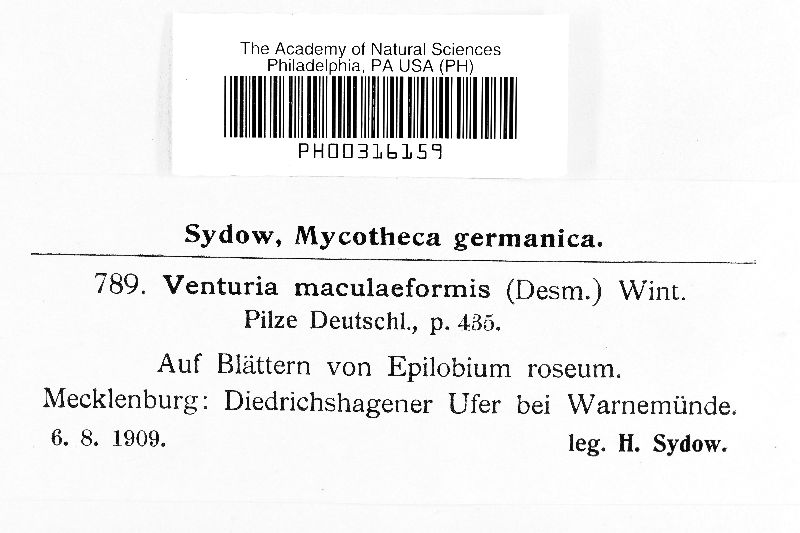 The Academy of Natural Sciences
Philadelphia, PA USA (PH)
PH00316159
Sydow, Mycotheca germanica.
789. Venturia maculaeformis (Desm.) Wint.
Pilze Deutschl., p. 435.
Auf Blättern von Epilobium roseum.
Mecklenburg: Diedrichshagener Ufer bei Warnemünde.
6. 8. 1909. leg. H. Sydow.